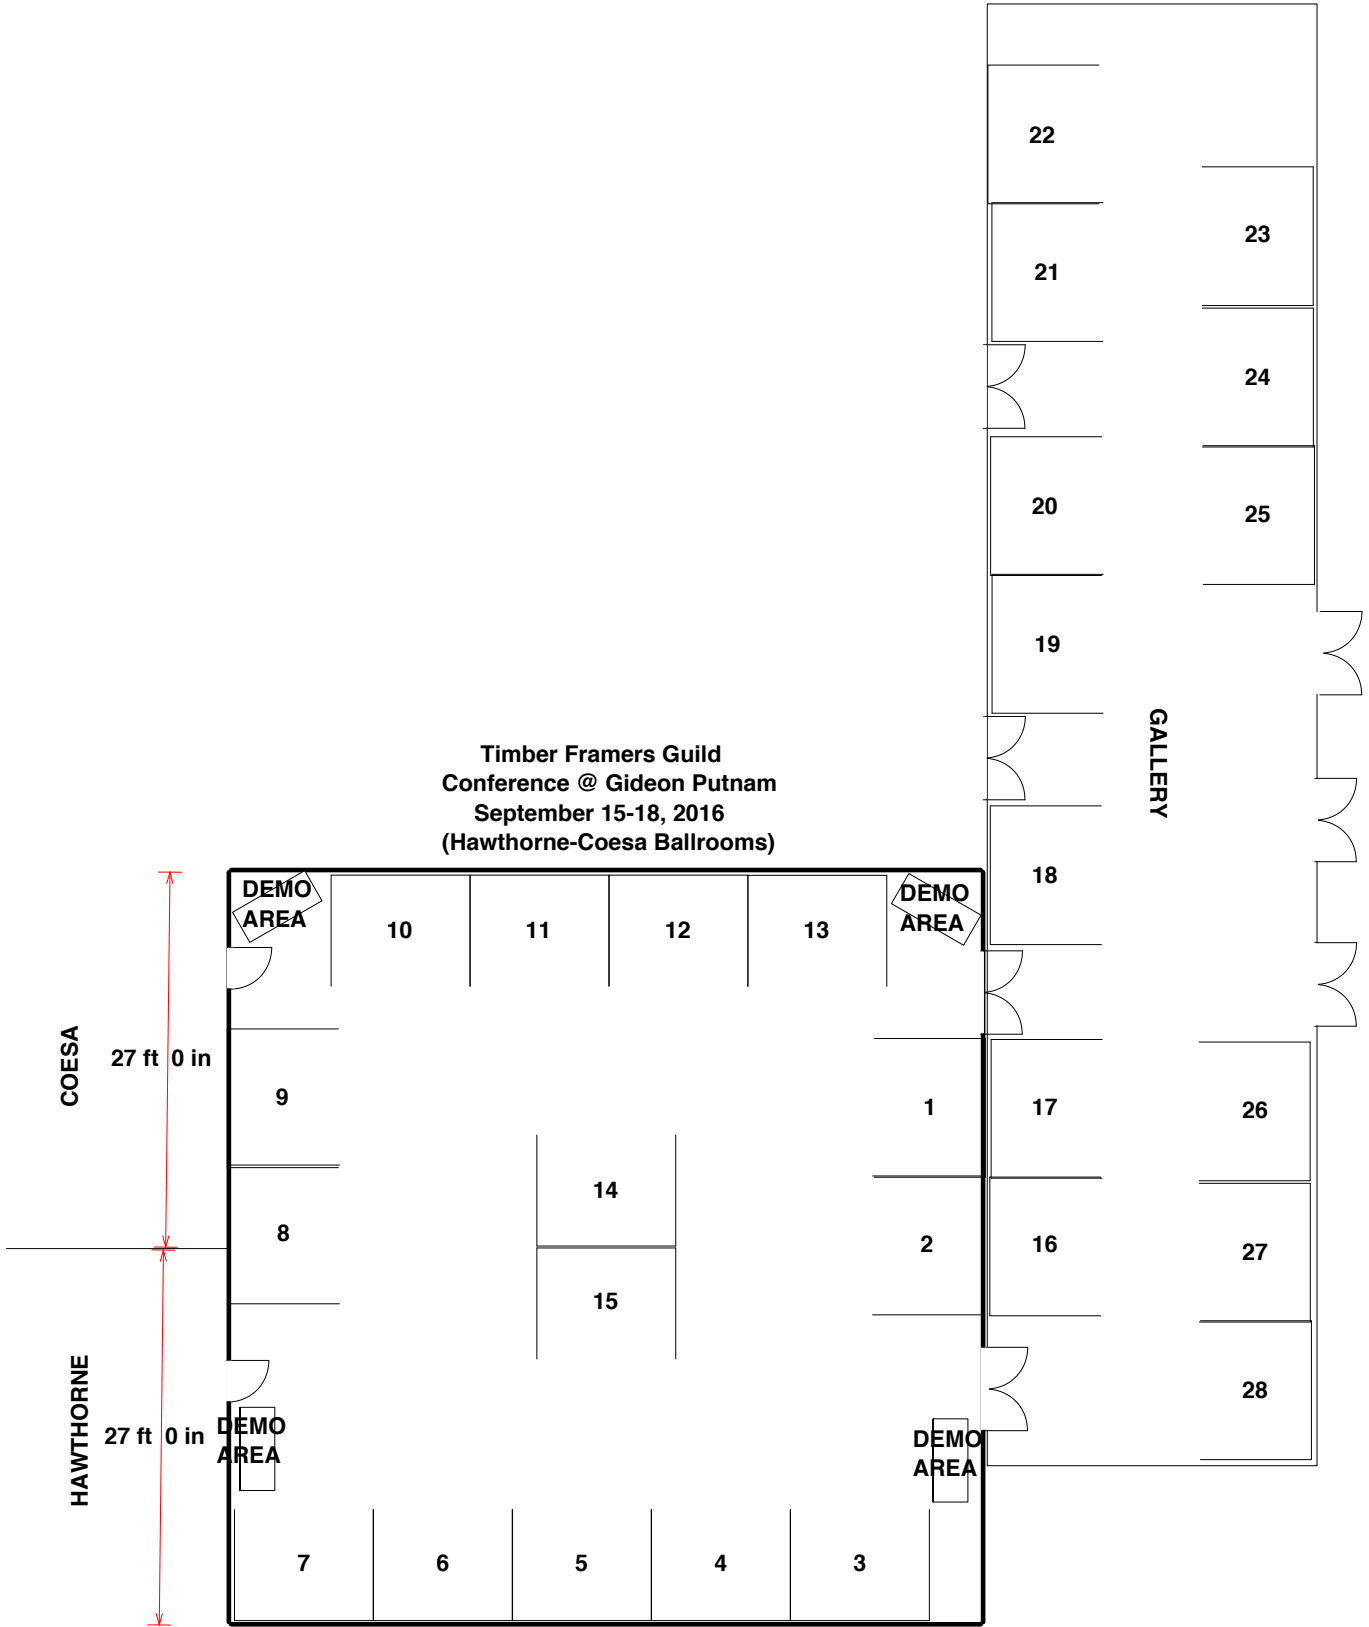 22
23
21
24
20
25
19
GALLERY
Timber Framers Guild
Conference @ Gideon Putnam
September 15-18, 2016
(Hawthorne-Coesa Ballrooms)
18
DEMO
AREA
10
11
12
13
DEMO
AREA
COESA
27 ft 0 in
9
1
17
26
14
8
2
16
27
15
HAWTHORNE
27 ft 0 in
DEMO
AREA
DEMO
AREA
28
7
6
5
4
3